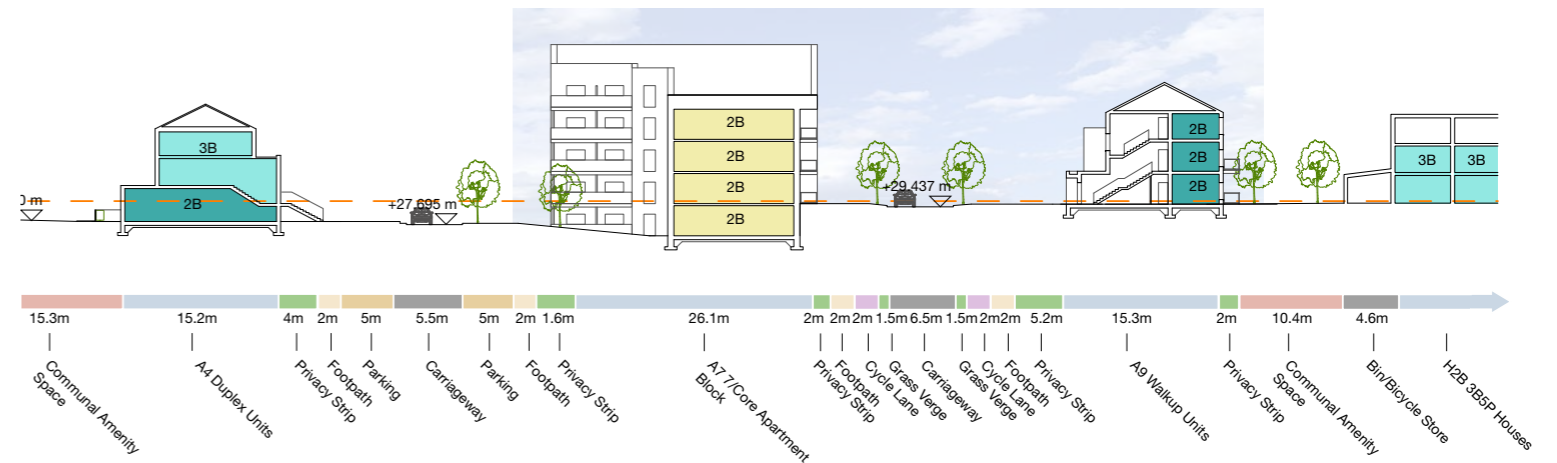 3B
2B
0 m
+27,695 m
2B
2B
2B
2B
+29,437 m
2B
2B
2B
3B
3B
15.3m
15.2m
4m
2m
5m
5.5m
5m
2m
1.6m
26.1m
2m
2m
2m
1.5m
6.5m
1.5m
2m
2m
5.2m
15.3m
2m
10.4m
4.6m
Communal Amenity
Space
A4 Duplex Units
Privacy Strip
Footpath
Parking
Carriageway
Parking
Footpath
Privacy Strip
A7 7/Core Apartment
Block
Privacy Strip
Footpath
Cycle Lane
Grass Verge
Carriageway
Grass Verge
Cycle Lane
Footpath
Privacy Strip
A9 Walkup Units
Privacy Strip
Communal Amenity
Space
Bin/Bicycle Store
H2B 3B5P Houses